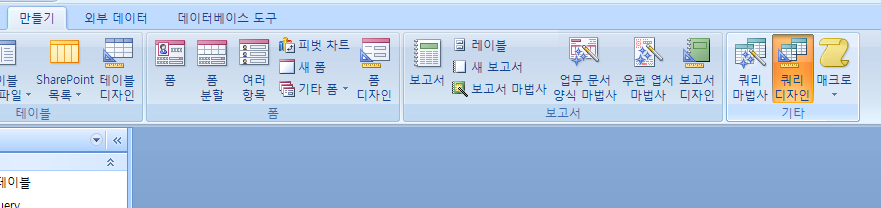 만들기 외부 데이터 데이터베이스 도구
SharePoint 목록
테이블 디자인
테이블
폼
폼 분할
여러 항목
피벗 차트
새 폼
기타 폼
폼 디자인
폼
보고서
레이블
새 보고서
보고서 마법사
업무 문서 양식 마법사
우편 엽서 마법사
보고서 디자인
보고서
쿼리 마법사
쿼리 디자인
매크로
기타
테이블